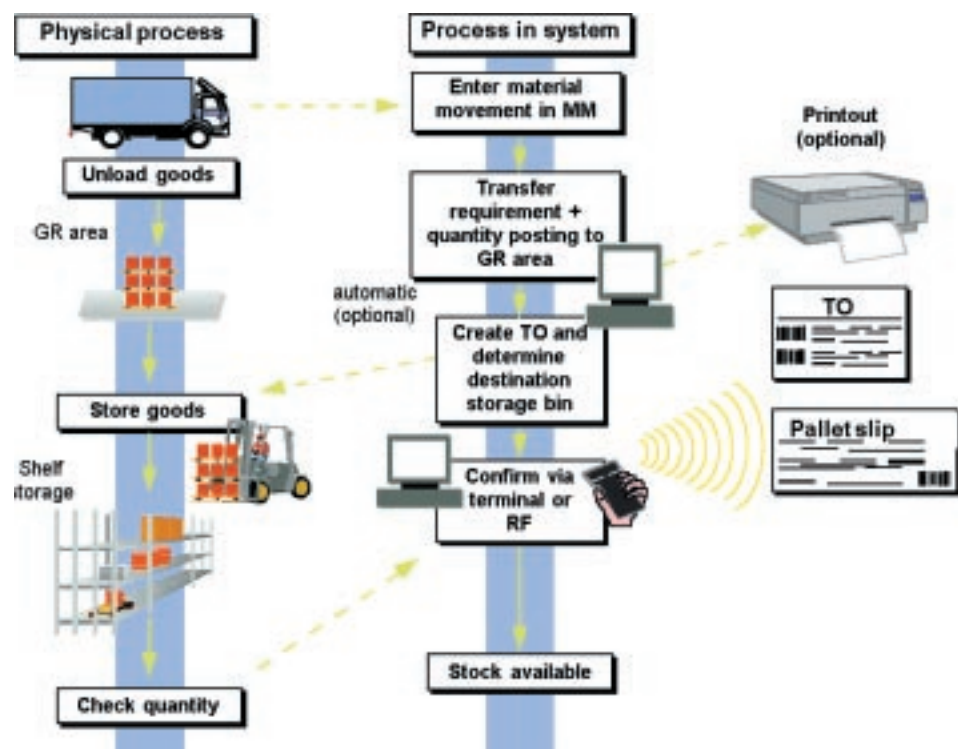 Physical process
Process in system
Enter material
movement in MM
Printout
(optional)
Unload goods
Transfer
requirement +
quantity posting to
GR area
GR area
automatic
(optional)
TO
Create TO and
determine
destination
storage bin
Store goods
Pallet slip
Shelf
storage
Confirm via
terminal or
RF
Stock available
Check quantity